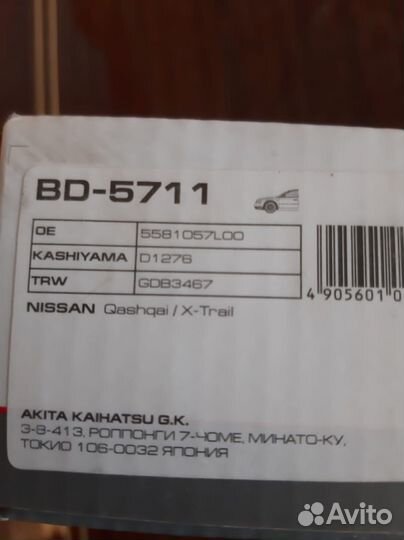 BD-5711
OE 5581057L00
KASHIYAMA D1276
TRW GDB3467
4 905601 0
NISSAN Qashqai / X-Trail
AKITA KAIHATSU G.K.
3-8-413, РОППОНГИ 7-ЧОМЕ, МИНАТО-КУ,
ТОКИО 106-0032 ЯПОНИЯ
Avito